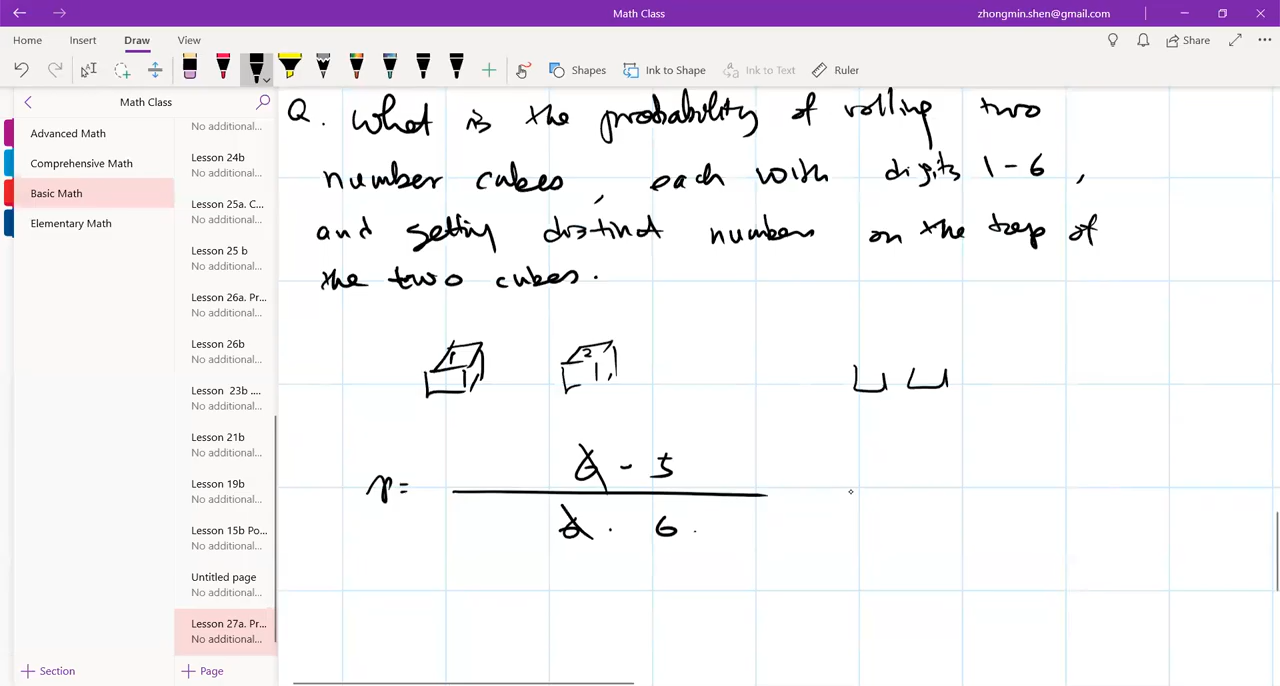 Math Class
zhongmin.shen@gmail.com
Home
Insert
Draw
View
Share
Shapes
Ink to Shape
Ink to Text
Ruler
Math Class
Advanced Math
Comprehensive Math
Basic Math
Elementary Math
No additional...
Lesson 24b
No additional...
Lesson 25a. C...
No additional...
Lesson 25 b
No additional...
Lesson 26a. Pr...
No additional...
Lesson 26b
No additional...
Lesson 23b ....
No additional...
Lesson 21b
No additional...
Lesson 19b
No additional...
Lesson 15b Po...
No additional...
Untitled page
No additional...
Lesson 27a. Pr...
No additional...
Section
Page
Q. What is the probability of rolling two
number cubes, each with digits 1-6,
and getting distinct numbers on the top of
the two cubes.
1 2
6 - 5
p =
6 . 6 .